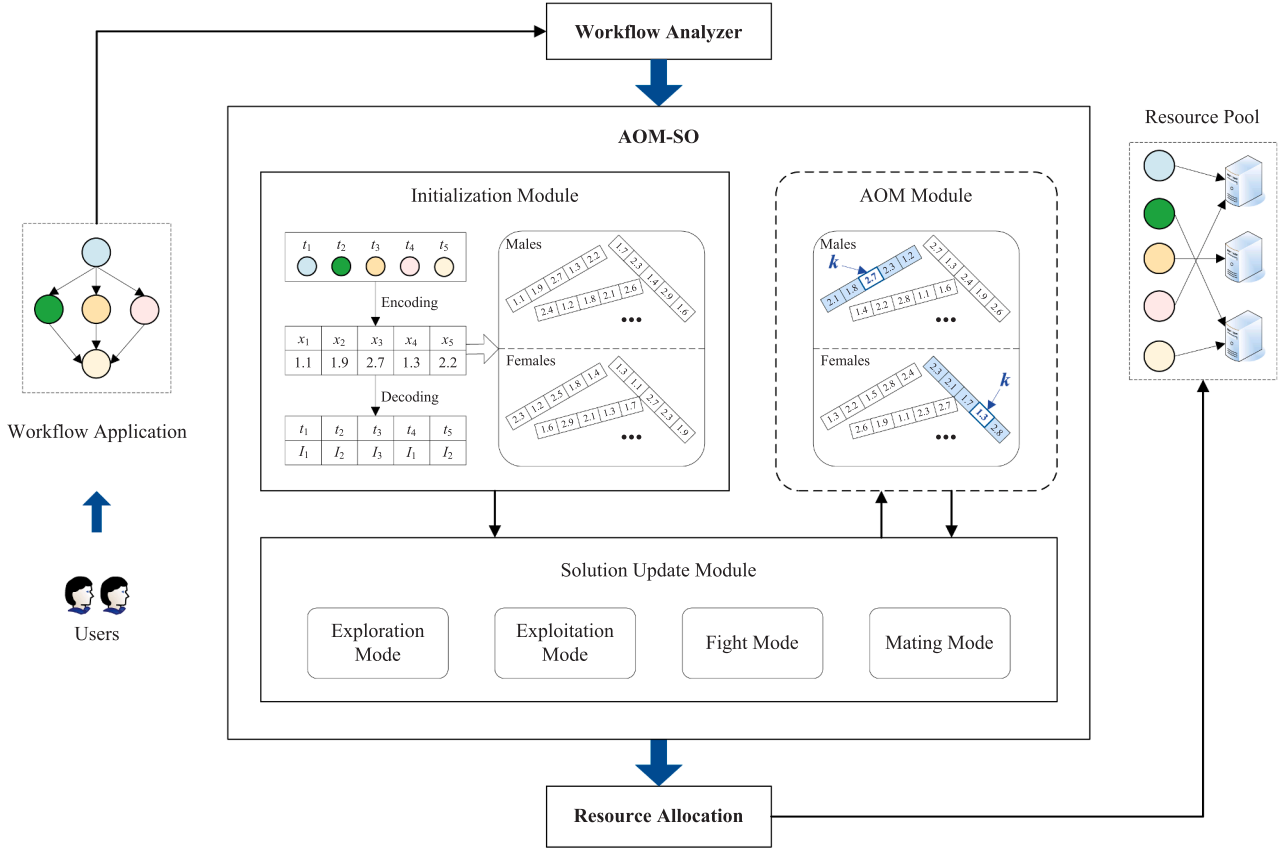 Workflow Analyzer
Resource Pool
AOM-SO
Initialization Module
AOM Module
t1 t2 t3 t4 t5
Encoding
x1 x2 x3 x4 x5
1.1 1.9 2.7 1.3 2.2
Decoding
t1 t2 t3 t4 t5
I1 I2 I3 I1 I2
Males
1.1 1.9 2.7 1.3 2.2
1.7 2.3 1.4 2.9 1.6
2.4 1.2 1.8 2.1 2.6
•••
Females
2.3 1.2 2.5 1.8 1.4
1.3 1.1 2.7 2.3 1.9
1.6 2.9 2.1 1.3 1.7
•••
Males
k
2.1 1.8 2.7 2.3 1.2
2.7 1.3 2.4 1.9 2.6
1.4 2.2 2.8 1.1 1.6
•••
Females
1.3 2.2 1.5 2.8 2.4
2.3 2.1 1.7 1.3 2.8
k
2.6 1.9 1.1 2.3 2.7
•••
Workflow Application
Users
Solution Update Module
Exploration
Mode
Exploitation
Mode
Fight Mode
Mating Mode
Resource Allocation